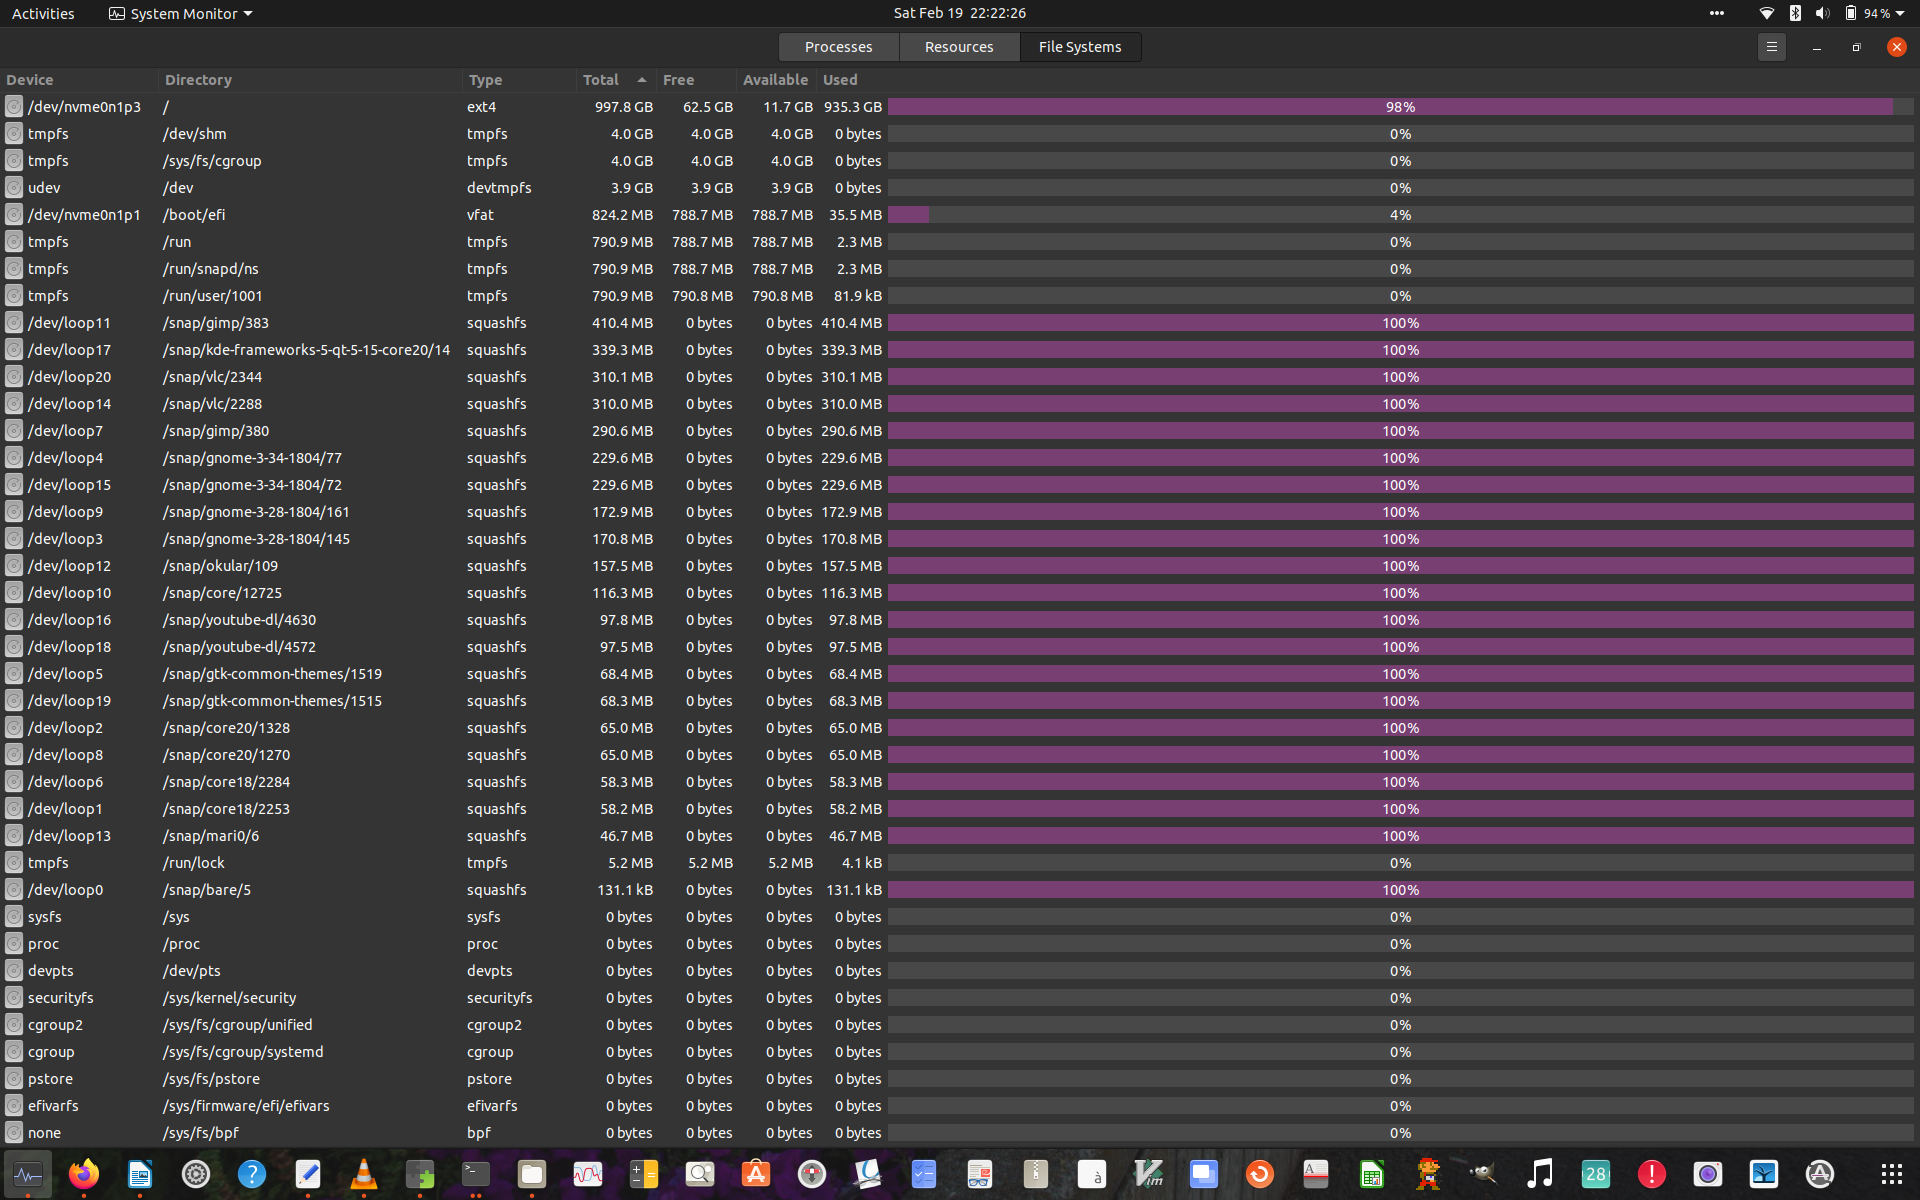 Activities System Monitor Sat Feb 19 22:22:26 94 %
Processes Resources File Systems
Device Directory Type Total Free Available Used
/dev/nvme0n1p3 / ext4 997.8 GB 62.5 GB 11.7 GB 935.3 GB 98%
tmpfs /dev/shm tmpfs 4.0 GB 4.0 GB 4.0 GB 0 bytes 0%
tmpfs /sys/fs/cgroup tmpfs 4.0 GB 4.0 GB 4.0 GB 0 bytes 0%
udev /dev devtmpfs 3.9 GB 3.9 GB 3.9 GB 0 bytes 0%
/dev/nvme0n1p1 /boot/efi vfat 824.2 MB 788.7 MB 788.7 MB 35.5 MB 4%
tmpfs /run tmpfs 790.9 MB 788.7 MB 788.7 MB 2.3 MB 0%
tmpfs /run/snapd/ns tmpfs 790.9 MB 788.7 MB 788.7 MB 2.3 MB 0%
tmpfs /run/user/1001 tmpfs 790.9 MB 790.8 MB 790.8 MB 81.9 kB 0%
/dev/loop11 /snap/gimp/383 squashfs 410.4 MB 0 bytes 0 bytes 410.4 MB 100%
/dev/loop17 /snap/kde-frameworks-5-qt-5-15-core20/14 squashfs 339.3 MB 0 bytes 0 bytes 339.3 MB 100%
/dev/loop20 /snap/vlc/2344 squashfs 310.1 MB 0 bytes 0 bytes 310.1 MB 100%
/dev/loop14 /snap/vlc/2288 squashfs 310.0 MB 0 bytes 0 bytes 310.0 MB 100%
/dev/loop7 /snap/gimp/380 squashfs 290.6 MB 0 bytes 0 bytes 290.6 MB 100%
/dev/loop4 /snap/gnome-3-34-1804/77 squashfs 229.6 MB 0 bytes 0 bytes 229.6 MB 100%
/dev/loop15 /snap/gnome-3-34-1804/72 squashfs 229.6 MB 0 bytes 0 bytes 229.6 MB 100%
/dev/loop9 /snap/gnome-3-28-1804/161 squashfs 172.9 MB 0 bytes 0 bytes 172.9 MB 100%
/dev/loop3 /snap/gnome-3-28-1804/145 squashfs 170.8 MB 0 bytes 0 bytes 170.8 MB 100%
/dev/loop12 /snap/okular/109 squashfs 157.5 MB 0 bytes 0 bytes 157.5 MB 100%
/dev/loop10 /snap/core/12725 squashfs 116.3 MB 0 bytes 0 bytes 116.3 MB 100%
/dev/loop16 /snap/youtube-dl/4630 squashfs 97.8 MB 0 bytes 0 bytes 97.8 MB 100%
/dev/loop18 /snap/youtube-dl/4572 squashfs 97.5 MB 0 bytes 0 bytes 97.5 MB 100%
/dev/loop5 /snap/gtk-common-themes/1519 squashfs 68.4 MB 0 bytes 0 bytes 68.4 MB 100%
/dev/loop19 /snap/gtk-common-themes/1515 squashfs 68.3 MB 0 bytes 0 bytes 68.3 MB 100%
/dev/loop2 /snap/core20/1328 squashfs 65.0 MB 0 bytes 0 bytes 65.0 MB 100%
/dev/loop8 /snap/core20/1270 squashfs 65.0 MB 0 bytes 0 bytes 65.0 MB 100%
/dev/loop6 /snap/core18/2284 squashfs 58.3 MB 0 bytes 0 bytes 58.3 MB 100%
/dev/loop1 /snap/core18/2253 squashfs 58.2 MB 0 bytes 0 bytes 58.2 MB 100%
/dev/loop13 /snap/mari0/6 squashfs 46.7 MB 0 bytes 0 bytes 46.7 MB 100%
tmpfs /run/lock tmpfs 5.2 MB 5.2 MB 5.2 MB 4.1 kB 0%
/dev/loop0 /snap/bare/5 squashfs 131.1 kB 0 bytes 0 bytes 131.1 kB 100%
sysfs /sys sysfs 0 bytes 0 bytes 0 bytes 0 bytes 0%
proc /proc proc 0 bytes 0 bytes 0 bytes 0 bytes 0%
devpts /dev/pts devpts 0 bytes 0 bytes 0 bytes 0 bytes 0%
securityfs /sys/kernel/security securityfs 0 bytes 0 bytes 0 bytes 0 bytes 0%
cgroup2 /sys/fs/cgroup/unified cgroup2 0 bytes 0 bytes 0 bytes 0 bytes 0%
cgroup /sys/fs/cgroup/systemd cgroup 0 bytes 0 bytes 0 bytes 0 bytes 0%
pstore /sys/fs/pstore pstore 0 bytes 0 bytes 0 bytes 0 bytes 0%
efivarfs /sys/firmware/efi/efivars efivarfs 0 bytes 0 bytes 0 bytes 0 bytes 0%
none /sys/fs/bpf bpf 0 bytes 0 bytes 0 bytes 0 bytes 0%
? >_ A à Vim A 28 !